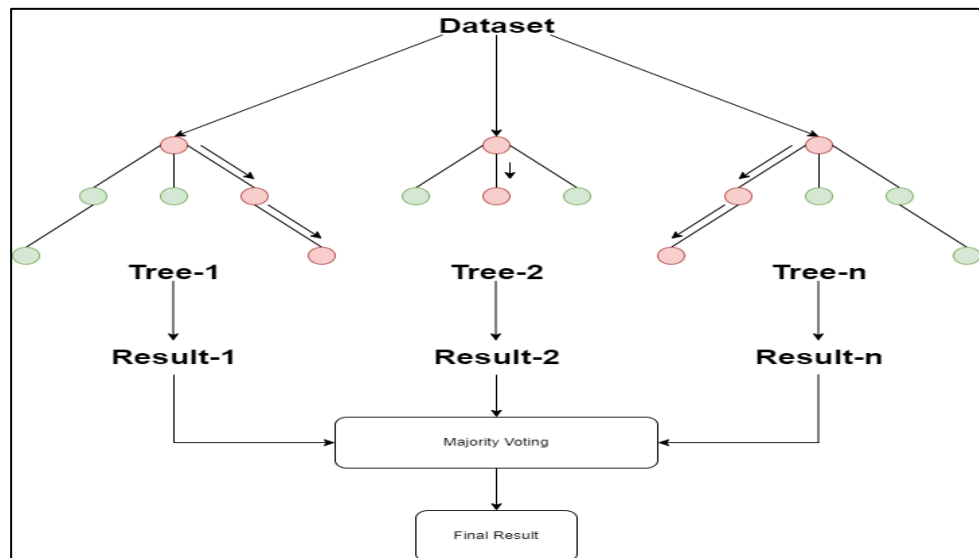 Dataset
Tree-1
Tree-2
Tree-n
Result-1
Result-2
Result-n
Majority Voting
Final Result